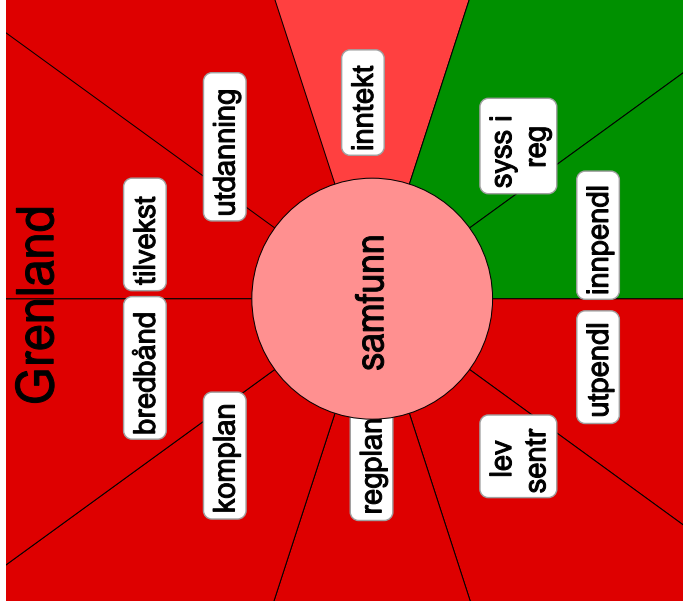 Grenland
bredbånd
tilvekst
komplan
utdanning
regplan
samfunn
inntekt
lev
sentr
syss i
reg
utpendl
innpendl